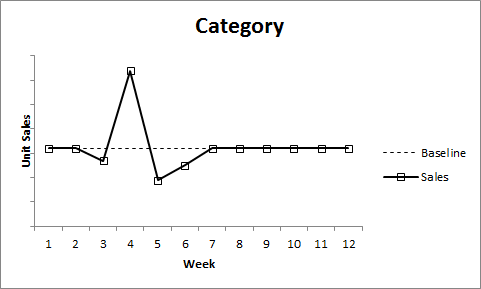 Category
Unit Sales
Baseline
Sales
1 2 3 4 5 6 7 8 9 10 11 12
Week